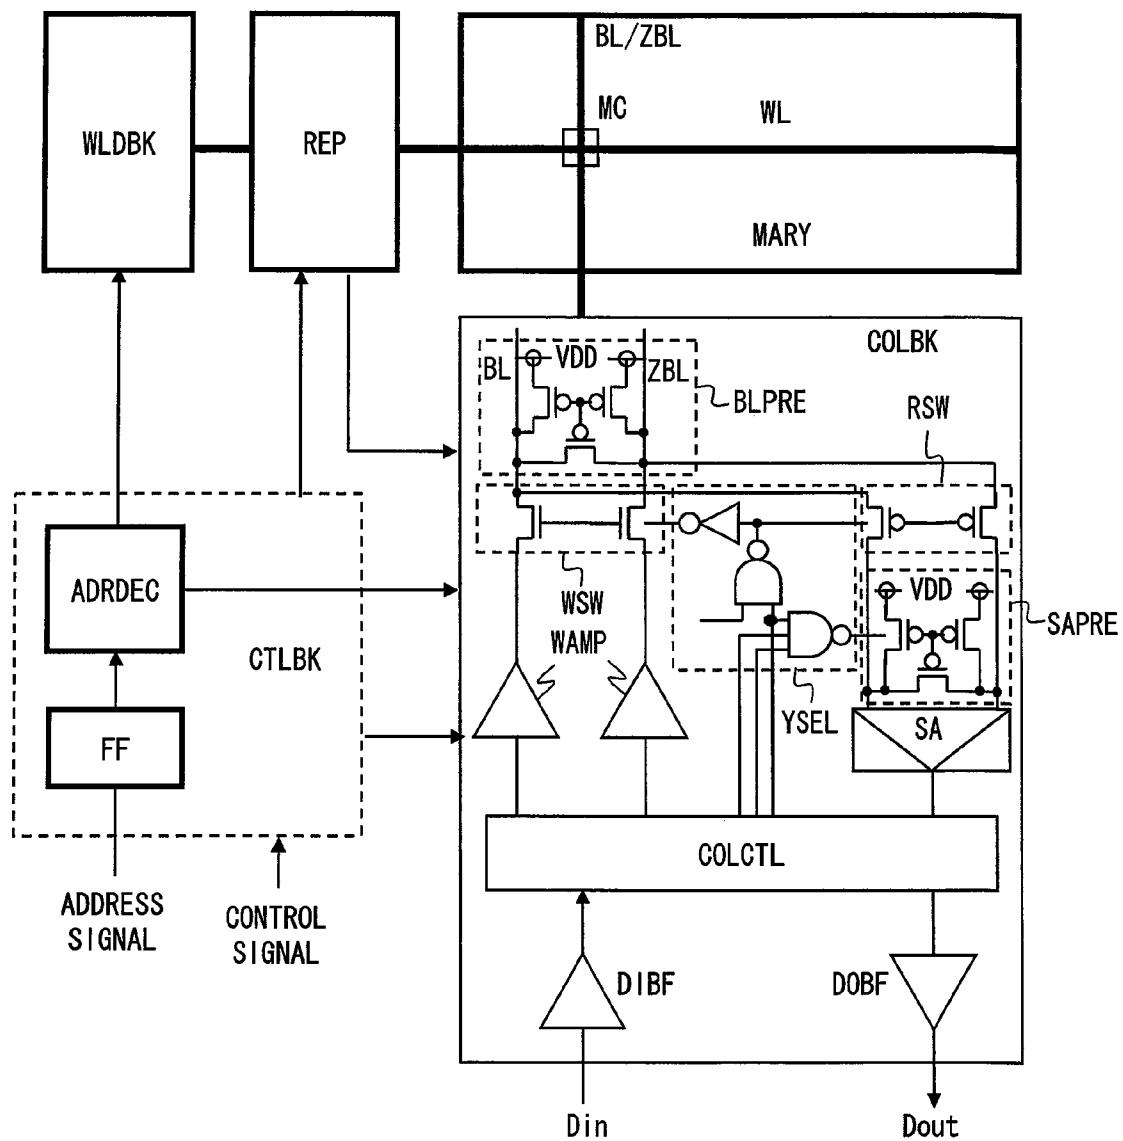 WLDBK
REP
BL/ZBL
MC
WL
MARY
COLBK
BL
VDD
ZBL
BLPRE
RSW
ADRDEC
CTLBK
FF
WSW
WAMP
YSEL
VDD
SAPRE
SA
COLCTL
ADDRESS
SIGNAL
CONTROL
SIGNAL
DIBF
DOBF
Din
Dout